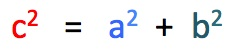 c² = a² + b²